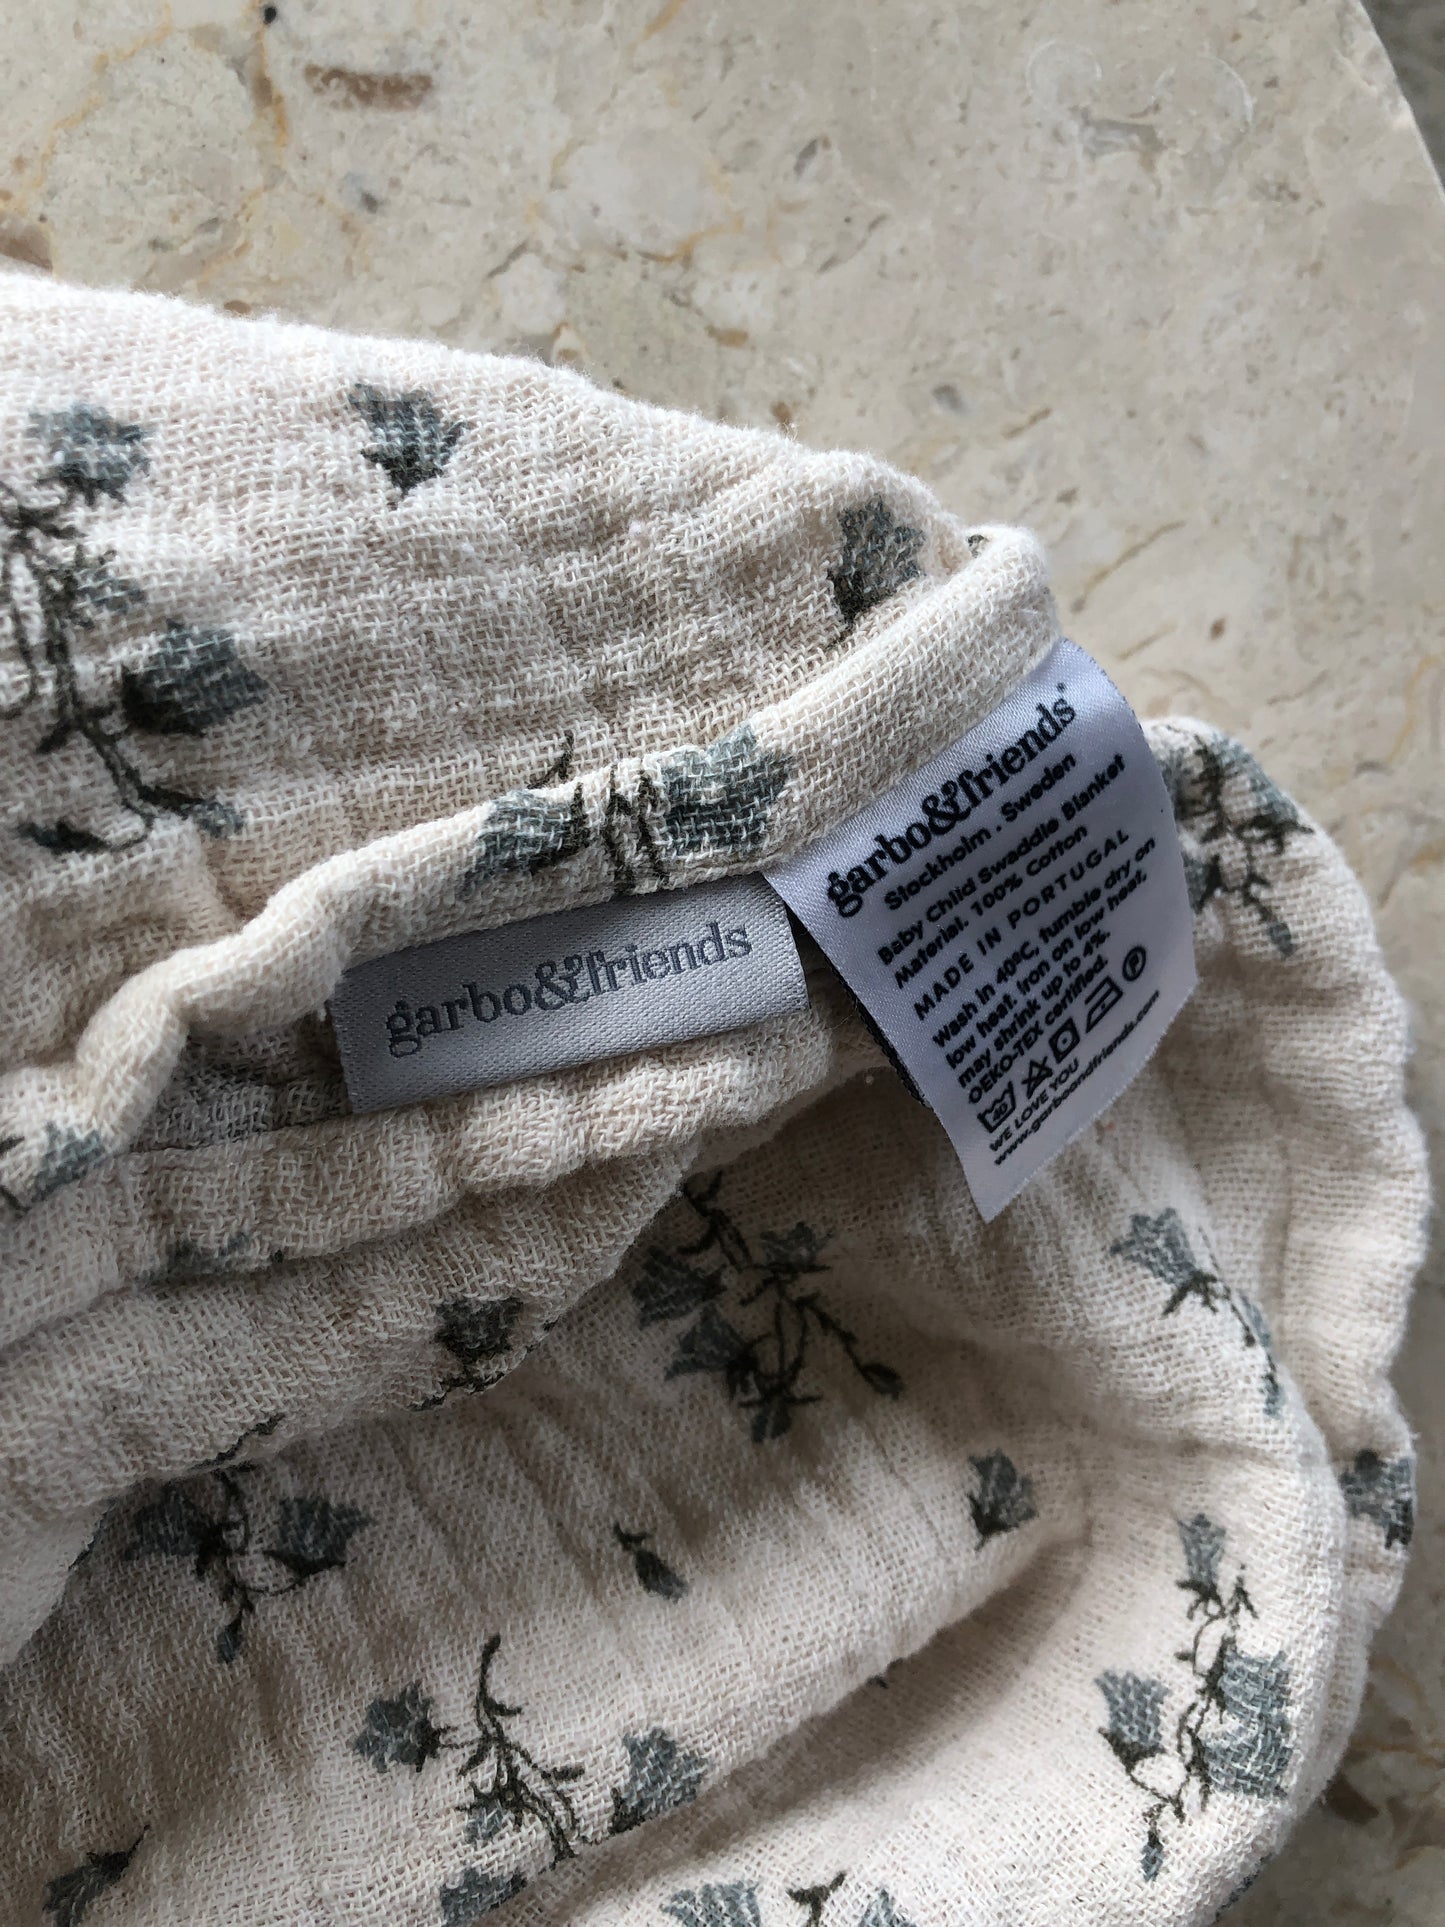 garbo&friends
garbo&friends
Stockholm . Sweden
Baby Child Swaddle Blanket
Material. 100% Cotton
MADE IN PORTUGAL
Wash in 40°C, tumble dry on
low heat. Iron on low heat.
may shrink up to 4%.
OEKO-TEX certified.
40 P
WE LOVE YOU
www.garboandfriends.com